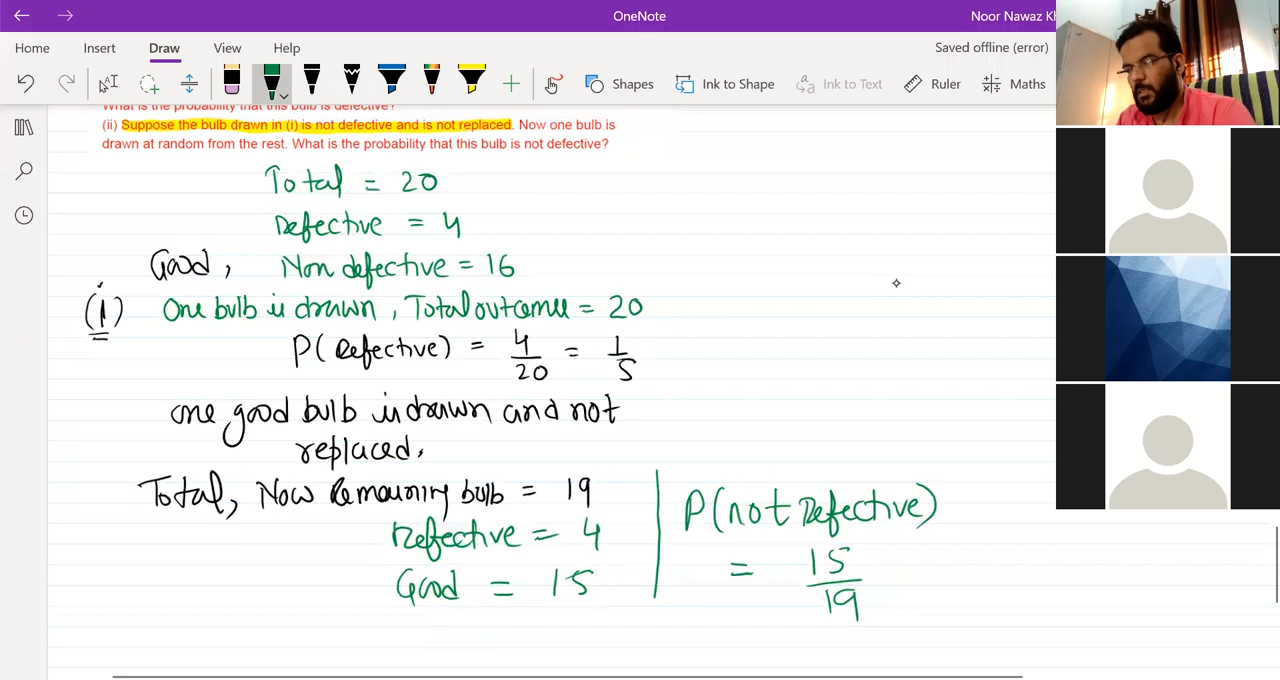 OneNote
Noor Nawaz Kh
Home Insert Draw View Help
Saved offline (error)
Shapes Ink to Shape Ink to Text Ruler Maths
What is the probability that this bulb is defective?
(ii) Suppose the bulb drawn in (i) is not defective and is not replaced. Now one bulb is
drawn at random from the rest. What is the probability that this bulb is not defective?
Total = 20
Defective = 4
Good, Non defective = 16
(i) One bulb is drawn, Total outcome = 20
P(Defective) = 4/20 = 1/5
one good bulb is drawn and not
replaced.
Total, Now Remaining bulb = 19
Defective = 4
Good = 15
P(not Defective)
= 15/19